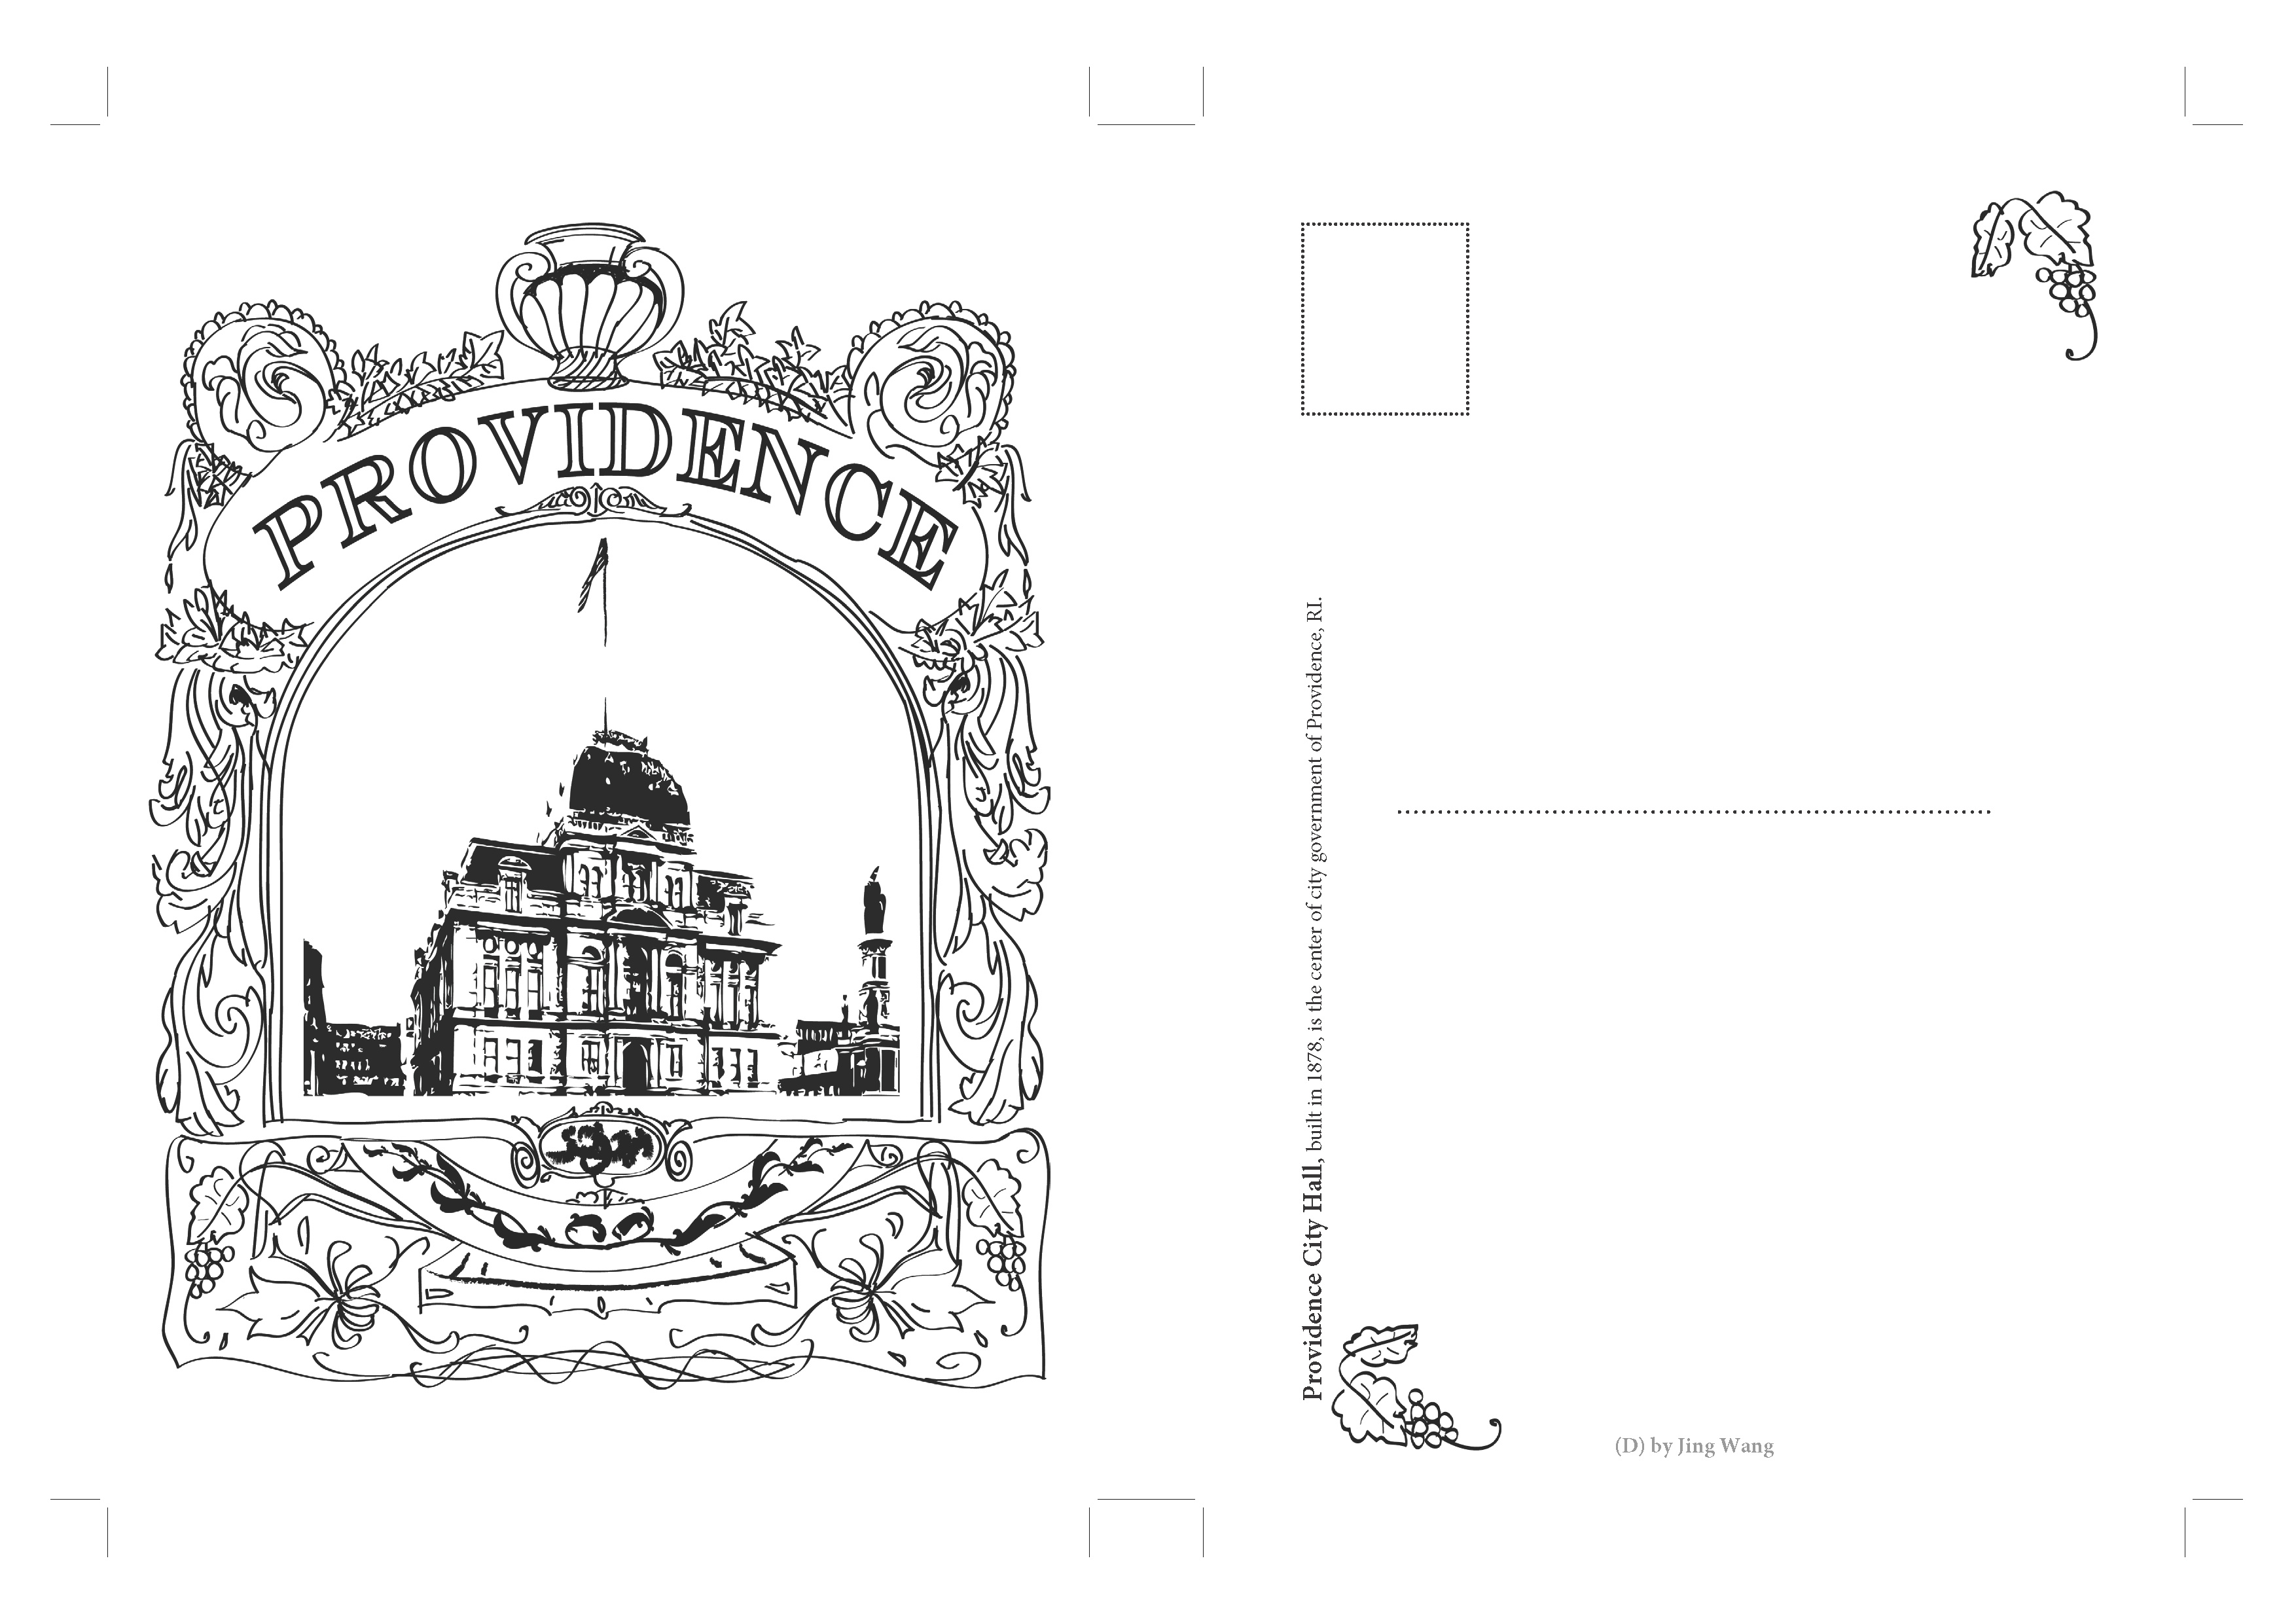 PROVIDENCE
Providence City Hall, built in 1878, is the center of city government of Providence, RI.
(D) by Jing Wang